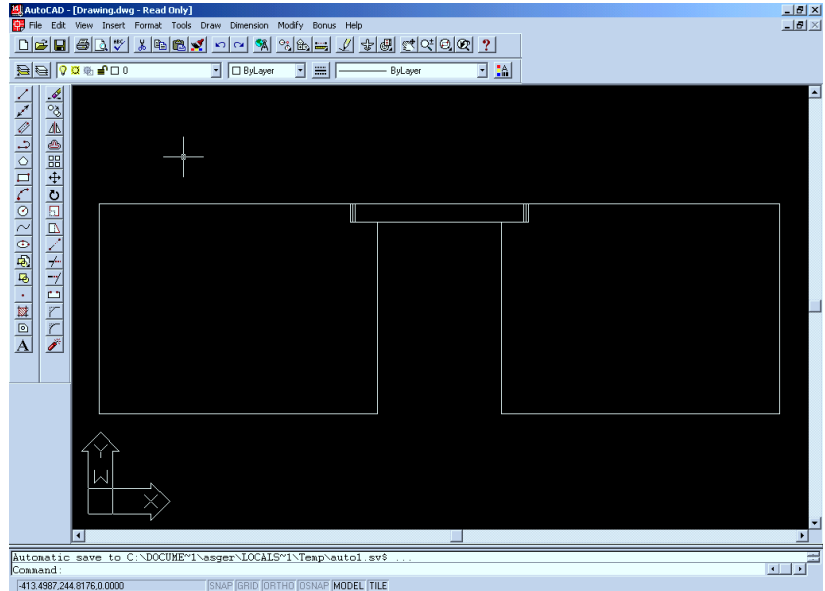 AutoCAD - [Drawing.dwg - Read Only]
File Edit View Insert Format Tools Draw Dimension Modify Bonus Help
ABC
?
0 ByLayer ByLayer
A
Y
W
X
Automatic save to C:\DOCUME~1\asger\LOCALS~1\Temp\auto1.sv$ ...
Command:
-413.4987,244.8176,0.0000 SNAP GRID ORTHO OSNAP MODEL TILE